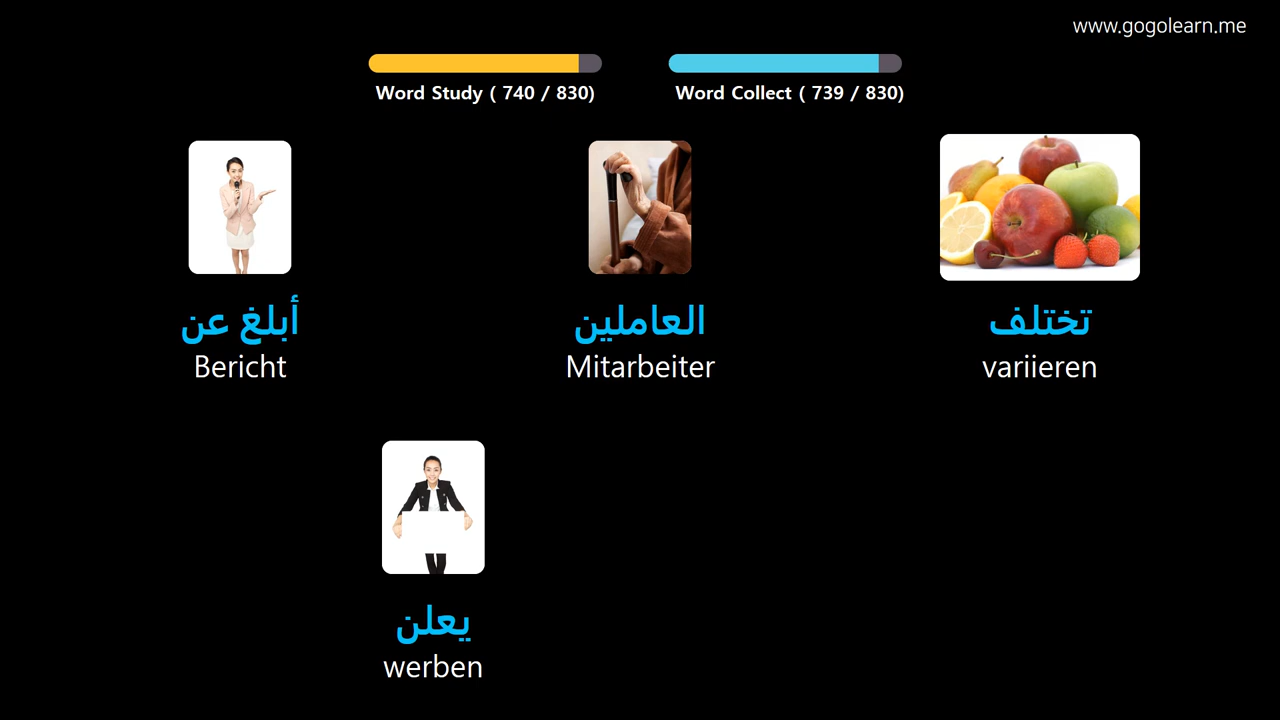 www.gogolearn.me
Word Study ( 740 / 830)
Word Collect ( 739 / 830)
أبلغ عن
Bericht
العاملين
Mitarbeiter
تختلف
variieren
يعلن
werben